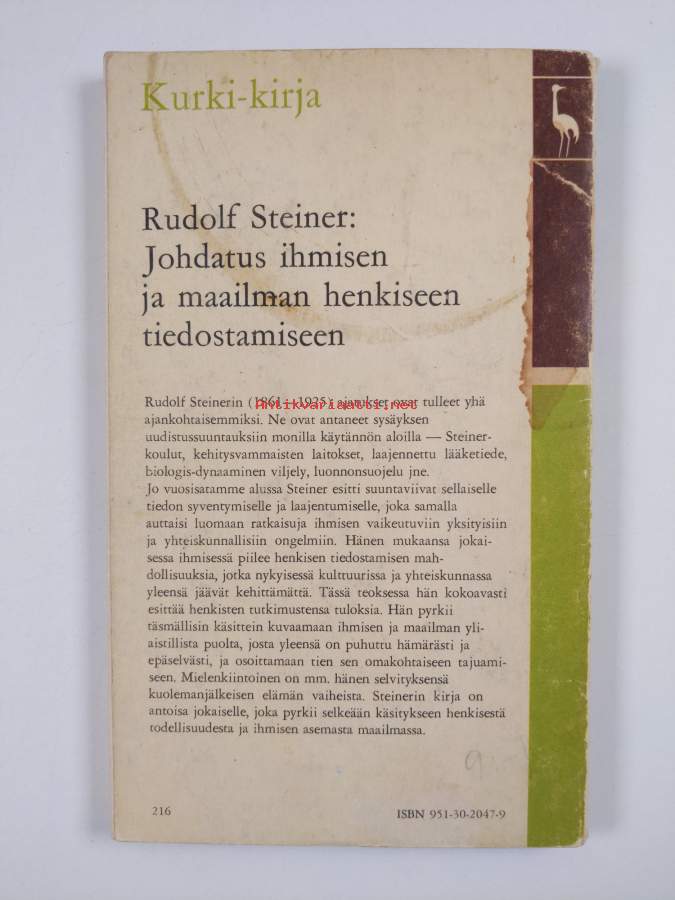 Kurki-kirja
Rudolf Steiner:
Johdatus ihmisen
ja maailman henkiseen
tiedostamiseen
Rudolf Steinerin (1861–1925) ajatukset ovat tulleet yhä
Antikvariaatti.net
ajankohtaisemmiksi. Ne ovat antaneet sysäyksen
uudistussuuntauksiin monilla käytännön aloilla — Steiner-
koulut, kehitysvammaisten laitokset, laajennettu lääketiede,
biologis-dynaaminen viljely, luonnonsuojelu jne.
Jo vuosisatamme alussa Steiner esitti suuntaviivat sellaiselle
tiedon syventymiselle ja laajentumiselle, joka samalla
auttaisi luomaan ratkaisuja ihmisen vaikeutuviin yksityisiin
ja yhteiskunnallisiin ongelmiin. Hänen mukaansa jokai-
sessa ihmisessä piilee henkisen tiedostamisen mah-
dollisuuksia, jotka nykyisessä kulttuurissa ja yhteiskunnassa
yleensä jäävät kehittämättä. Tässä teoksessa hän kokoavasti
esittää henkisten tutkimustensa tuloksia. Hän pyrkii
täsmällisin käsittein kuvaamaan ihmisen ja maailman yli-
aistillista puolta, josta yleensä on puhuttu hämärästi ja
epäselvästi, ja osoittamaan tien sen omakohtaiseen tajuami-
seen. Mielenkiintoinen on mm. hänen selvityksensä
kuolemanjälkeisen elämän vaiheista. Steinerin kirja on
antoisa jokaiselle, joka pyrkii selkeään käsitykseen henkisestä
todellisuudesta ja ihmisen asemasta maailmassa.
9
216
ISBN 951-30-2047-9